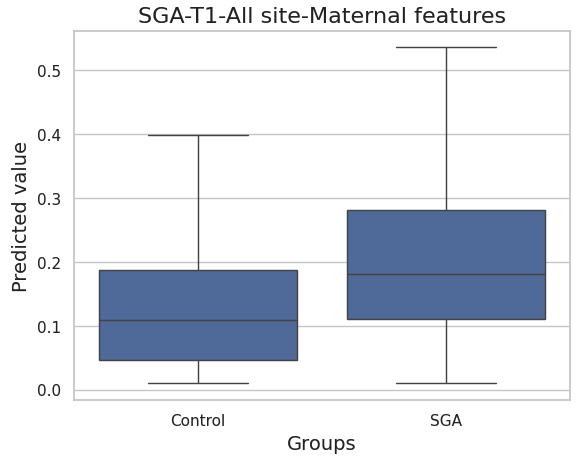 SGA-T1-All site-Maternal features
0.5
0.4
0.3
0.2
0.1
0.0
Predicted value
Control SGA
Groups